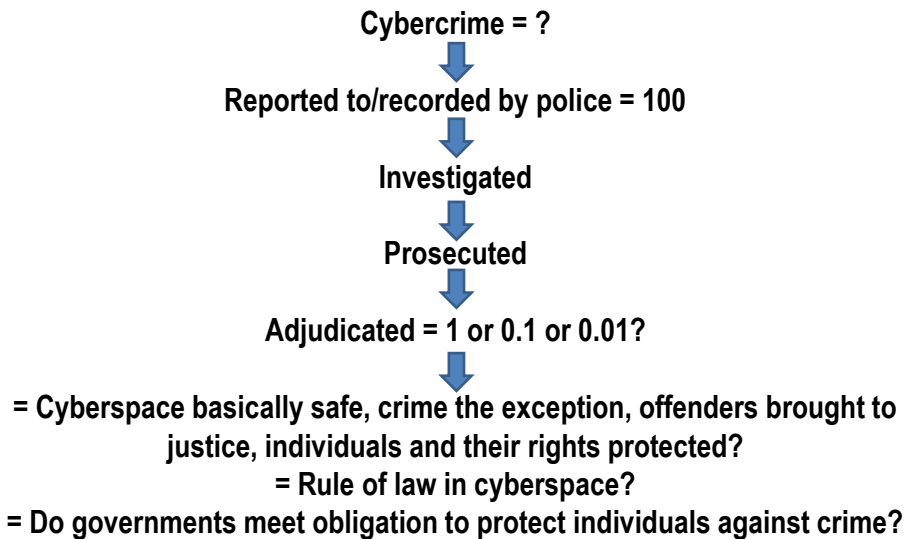 Cybercrime = ?
Reported to/recorded by police = 100
Investigated
Prosecuted
Adjudicated = 1 or 0.1 or 0.01?
= Cyberspace basically safe, crime the exception, offenders brought to
justice, individuals and their rights protected?
= Rule of law in cyberspace?
= Do governments meet obligation to protect individuals against crime?